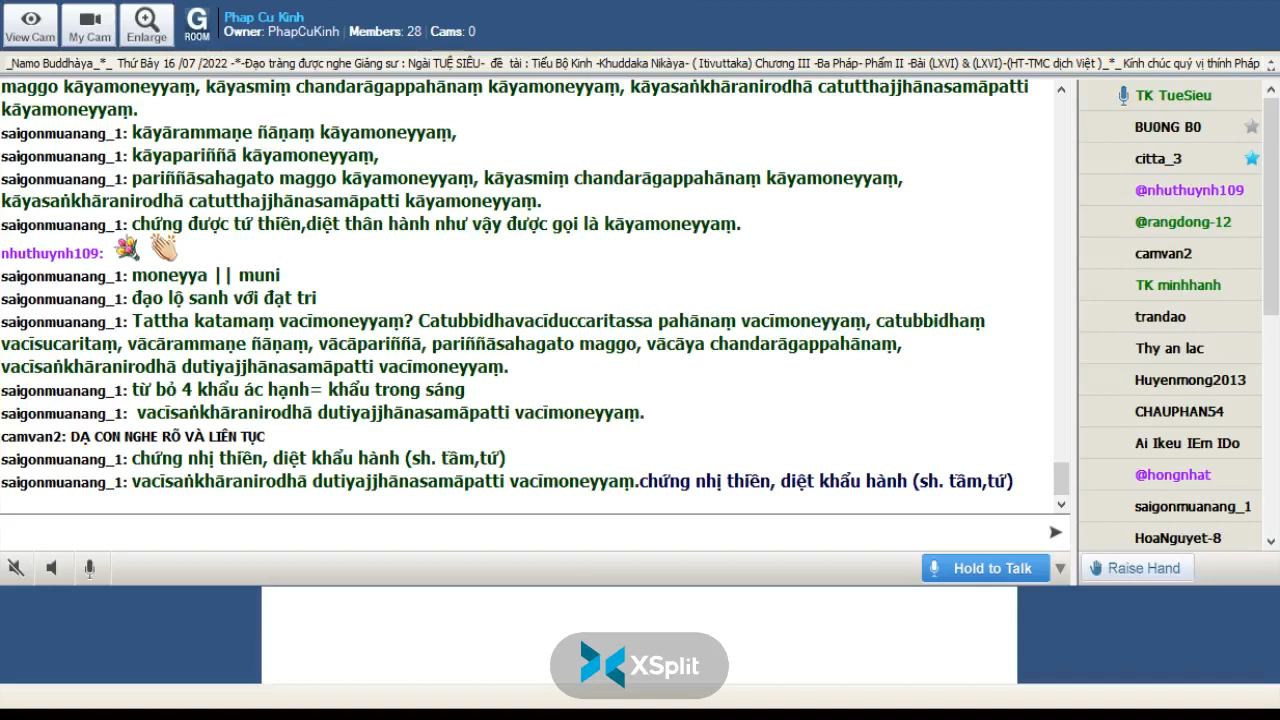 View Cam
My Cam
Enlarge
G
ROOM
Phap Cu Kinh
Owner: PhapCuKinh | Members: 28 | Cams: 0
_Namo Buddhàya_*_ Thứ Bảy 16 /07 /2022 -*-Đạo tràng được nghe Giảng sư : Ngài TUỆ SIÊU- đề tài : Tiểu Bộ Kinh -Khuddaka Nikàya- ( Itivuttaka) Chương III -Ba Pháp- Phẩm II -Bài (LXVI) & (LXVI)-(HT-TMC dịch Việt )_*_ Kính chúc quý vị thính Pháp
maggo kāyamoneyyaṃ, kāyasmiṃ chandarāgappahānaṃ kāyamoneyyaṃ, kāyasaṅkhāranirodhā catutthajjhānasamāpatti
kāyamoneyyaṃ.
saigonmuanang_1: kāyārammaṇe ñāṇaṃ kāyamoneyyaṃ,
saigonmuanang_1: kāyapariññā kāyamoneyyaṃ,
saigonmuanang_1: pariññāsahagato maggo kāyamoneyyaṃ, kāyasmiṃ chandarāgappahānaṃ kāyamoneyyaṃ,
kāyasaṅkhāranirodhā catutthajjhānasamāpatti kāyamoneyyaṃ.
saigonmuanang_1: chứng được tứ thiền,diệt thân hành như vậy được gọi là kāyamoneyyaṃ.
nhuthuynh109:
saigonmuanang_1: moneyya || muni
saigonmuanang_1: đạo lộ sanh với đạt tri
saigonmuanang_1: Tattha katamaṃ vacīmoneyyaṃ? Catubbidhavacīduccaritassa pahānaṃ vacīmoneyyaṃ, catubbidhaṃ
vacīsucaritaṃ, vācārammaṇe ñāṇaṃ, vācāpariññā, pariññāsahagato maggo, vācāya chandarāgappahānaṃ,
vacīsaṅkhāranirodhā dutiyajjhānasamāpatti vacīmoneyyaṃ.
saigonmuanang_1: từ bỏ 4 khẩu ác hạnh= khẩu trong sáng
saigonmuanang_1: vacīsaṅkhāranirodhā dutiyajjhānasamāpatti vacīmoneyyaṃ.
camvan2: DẠ CON NGHE RÕ VÀ LIÊN TỤC
saigonmuanang_1: chứng nhị thiền, diệt khẩu hành (sh. tầm,tứ)
saigonmuanang_1: vacīsaṅkhāranirodhā dutiyajjhānasamāpatti vacīmoneyyaṃ.chứng nhị thiền, diệt khẩu hành (sh. tầm,tứ)
Hold to Talk
TK TueSieu
BU0NG B0
citta_3
@nhuthuynh109
@rangdong-12
camvan2
TK minhhanh
trandao
Thy an lac
Huyenmong2013
CHAUPHAN54
Ai Ikeu IEm IDo
@hongnhat
saigonmuanang_1
HoaNguyet-8
Raise Hand
XSplit